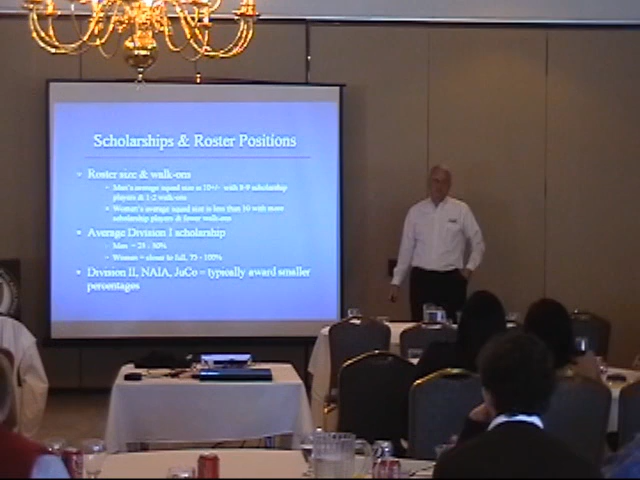 Scholarships & Roster Positions
Roster size & walk-ons
Men's average squad size is 10+/- with 8-9 scholarship
players & 1-2 walk-ons
Women's average squad size is less than 10 with more
scholarship players & fewer walk-ons
Average Division I scholarship
Men = 25 - 50%
Women = closer to full, 75 - 100%
Division II, NAIA, JuCo = typically award smaller
percentages